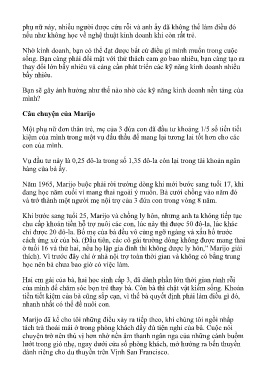 phụ nữ này, nhiều người được cứu rỗi và anh ấy đã không thể làm điều đó
nếu như không học về nghệ thuật kinh doanh khi còn rất trẻ.
Nhờ kinh doanh, bạn có thể đạt được bất cứ điều gì mình muốn trong cuộc
sống. Bạn càng phải đối mặt với thử thách cam go bao nhiêu, bạn càng tạo ra
thay đổi lớn bấy nhiêu và càng cần phát triển các kỹ năng kinh doanh nhiều
bấy nhiêu.
Bạn sẽ gây ảnh hưởng như thế nào nhờ các kỹ năng kinh doanh nền tảng của
mình?
Câu chuyện của Marijo
Một phụ nữ đơn thân trẻ, mẹ của 3 đứa con đã đầu tư khoảng 1/5 số tiền tiết
kiệm của mình trong một vụ đấu thầu để mang lại tương lai tốt hơn cho các
con của mình.
Vụ đầu tư này là 0,25 đô-la trong số 1,35 đô-la còn lại trong tài khoản ngân
hàng của bà ấy.
Năm 1965, Marijo buộc phải rời trường dòng khi mới bước sang tuổi 17, khi
đang học năm cuối vì mang thai ngoài ý muốn. Bà cưới chồng vào năm đó
và trở thành một người mẹ nội trợ của 3 đứa con trong vòng 8 năm.
Khi bước sang tuổi 25, Marijo và chồng ly hôn, nhưng anh ta không tiếp tục
chu cấp khoản tiền hỗ trợ nuôi các con, lúc này thì được 50 đô-la, lúc khác
chỉ được 20 đô-la. Bố mẹ của bà đều vô cùng ngỡ ngàng và xấu hổ trước
cách ứng xử của bà. (Đầu tiên, các cô gái trường dòng không được mang thai
ở tuổi 16 và thứ hai, nếu họ lập gia đình thì không được ly hôn," Marijo giải
thích). Vì trước đây chỉ ở nhà nội trợ toàn thời gian và không có bằng trung
học nên bà chưa bao giờ có việc làm.
Hai em gái của bà, hai học sinh cấp 3, đã dành phần lớn thời gian rảnh rỗi
của mình để chăm sóc bọn trẻ thay bà. Còn bà thì chật vật kiếm sống. Khoản
tiền tiết kiệm của bà cũng sắp cạn, vì thế bà quyết định phải làm điều gì đó,
nhanh nhất có thể để nuôi con.
Marijo đã kể cho tôi những điều xảy ra tiếp theo, khi chúng tôi ngồi nhấp
tách trà thoải mái ở trong phòng khách đầy đủ tiện nghi của bà. Cuộc nói
chuyện trở nên thú vị hơn nhờ nền âm thanh ngân nga của những cánh buồm
lướt trong gió nhẹ, ngay dưới cửa sổ phòng khách, nơi hướng ra bến thuyền
dành riêng cho du thuyền trên Vịnh San Francisco.